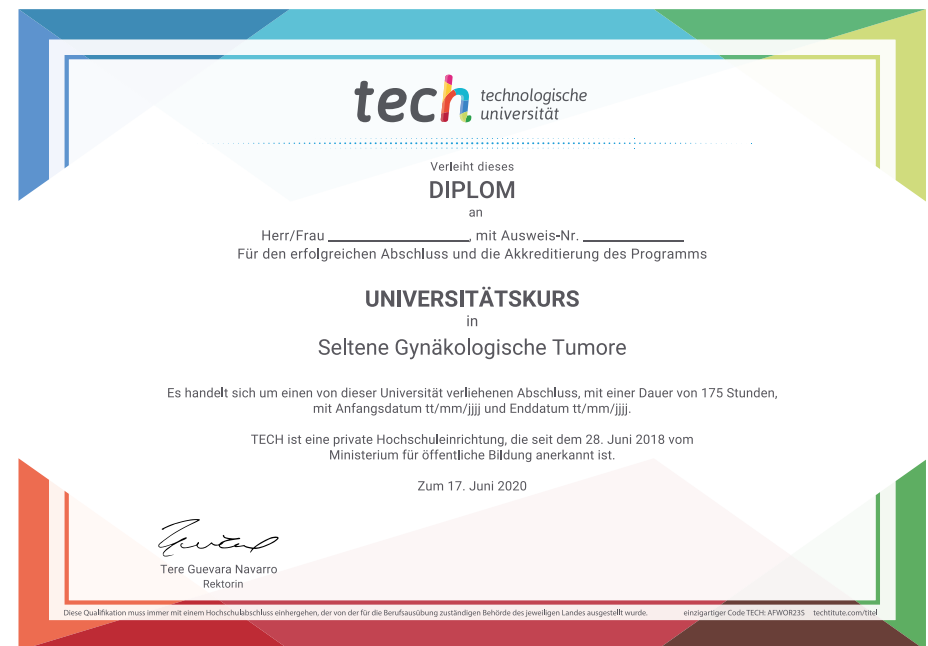 tech technologische
universität
Verleiht dieses
DIPLOM
an
Herr/Frau ____________________, mit Ausweis-Nr. ______________
Für den erfolgreichen Abschluss und die Akkreditierung des Programms
UNIVERSITÄTSKURS
in
Seltene Gynäkologische Tumore
Es handelt sich um einen von dieser Universität verliehenen Abschluss, mit einer Dauer von 175 Stunden,
mit Anfangsdatum tt/mm/jjjj und Enddatum tt/mm/jjjj.
TECH ist eine private Hochschuleinrichtung, die seit dem 28. Juni 2018 vom
Ministerium für öffentliche Bildung anerkannt ist.
Zum 17. Juni 2020
Tere Guevara Navarro
Rektorin
Diese Qualifikation muss immer mit einem Hochschulabschluss einhergehen, der von der für die Berufsausübung zuständigen Behörde des jeweiligen Landes ausgestellt wurde. einzigartiger Code TECH: AFWOR23S techtitute.com/titel